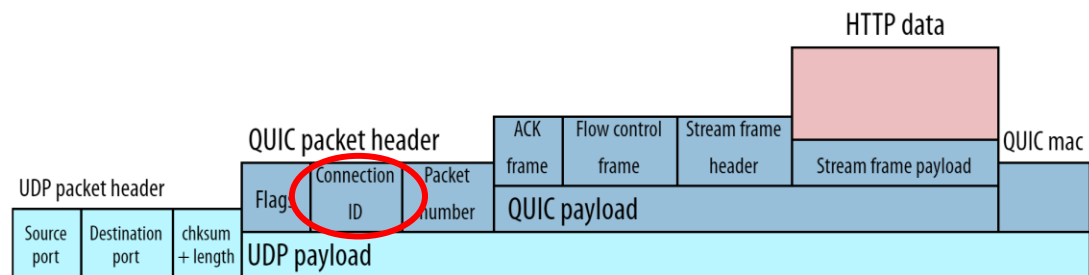 HTTP data
QUIC packet header
ACK
frame
Flow control
frame
Stream frame
header
QUIC mac
UDP packet header
Flags
Connection
ID
Packet
number
Stream frame payload
QUIC payload
Source
port
Destination
port
chksum
+ length
UDP payload